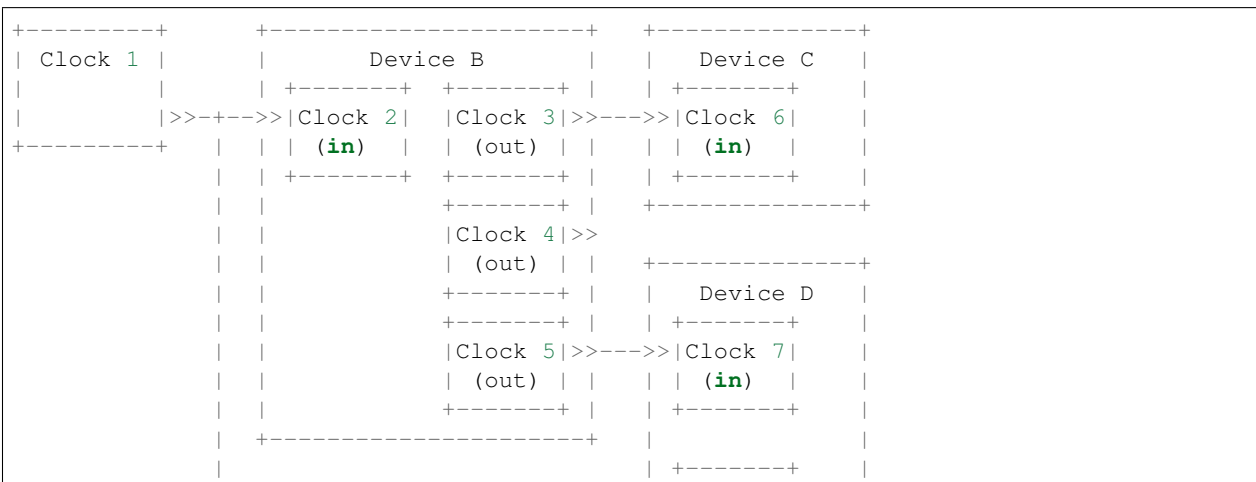 +---------+      +----------------------+   +--------------+
| Clock 1 |      |       Device B       |   |   Device C   |
|         |      | +-------+  +-------+ |   | +-------+    |
|         |>>-+-->>|Clock 2|  |Clock 3|>>--->>|Clock 6|    |
+---------+   |  | | (in)  |  | (out) | |   | | (in)  |    |
              |  | +-------+  +-------+ |   | +-------+    |
              |  |            +-------+ |   +--------------+
              |  |            |Clock 4|>>
              |  |            | (out) | |   +--------------+
              |  |            +-------+ |   |   Device D   |
              |  |            +-------+ |   | +-------+    |
              |  |            |Clock 5|>>--->>|Clock 7|    |
              |  |            | (out) | |   | | (in)  |    |
              |  |            +-------+ |   | +-------+    |
              |  +----------------------+   |              |
              |                             | +-------+    |